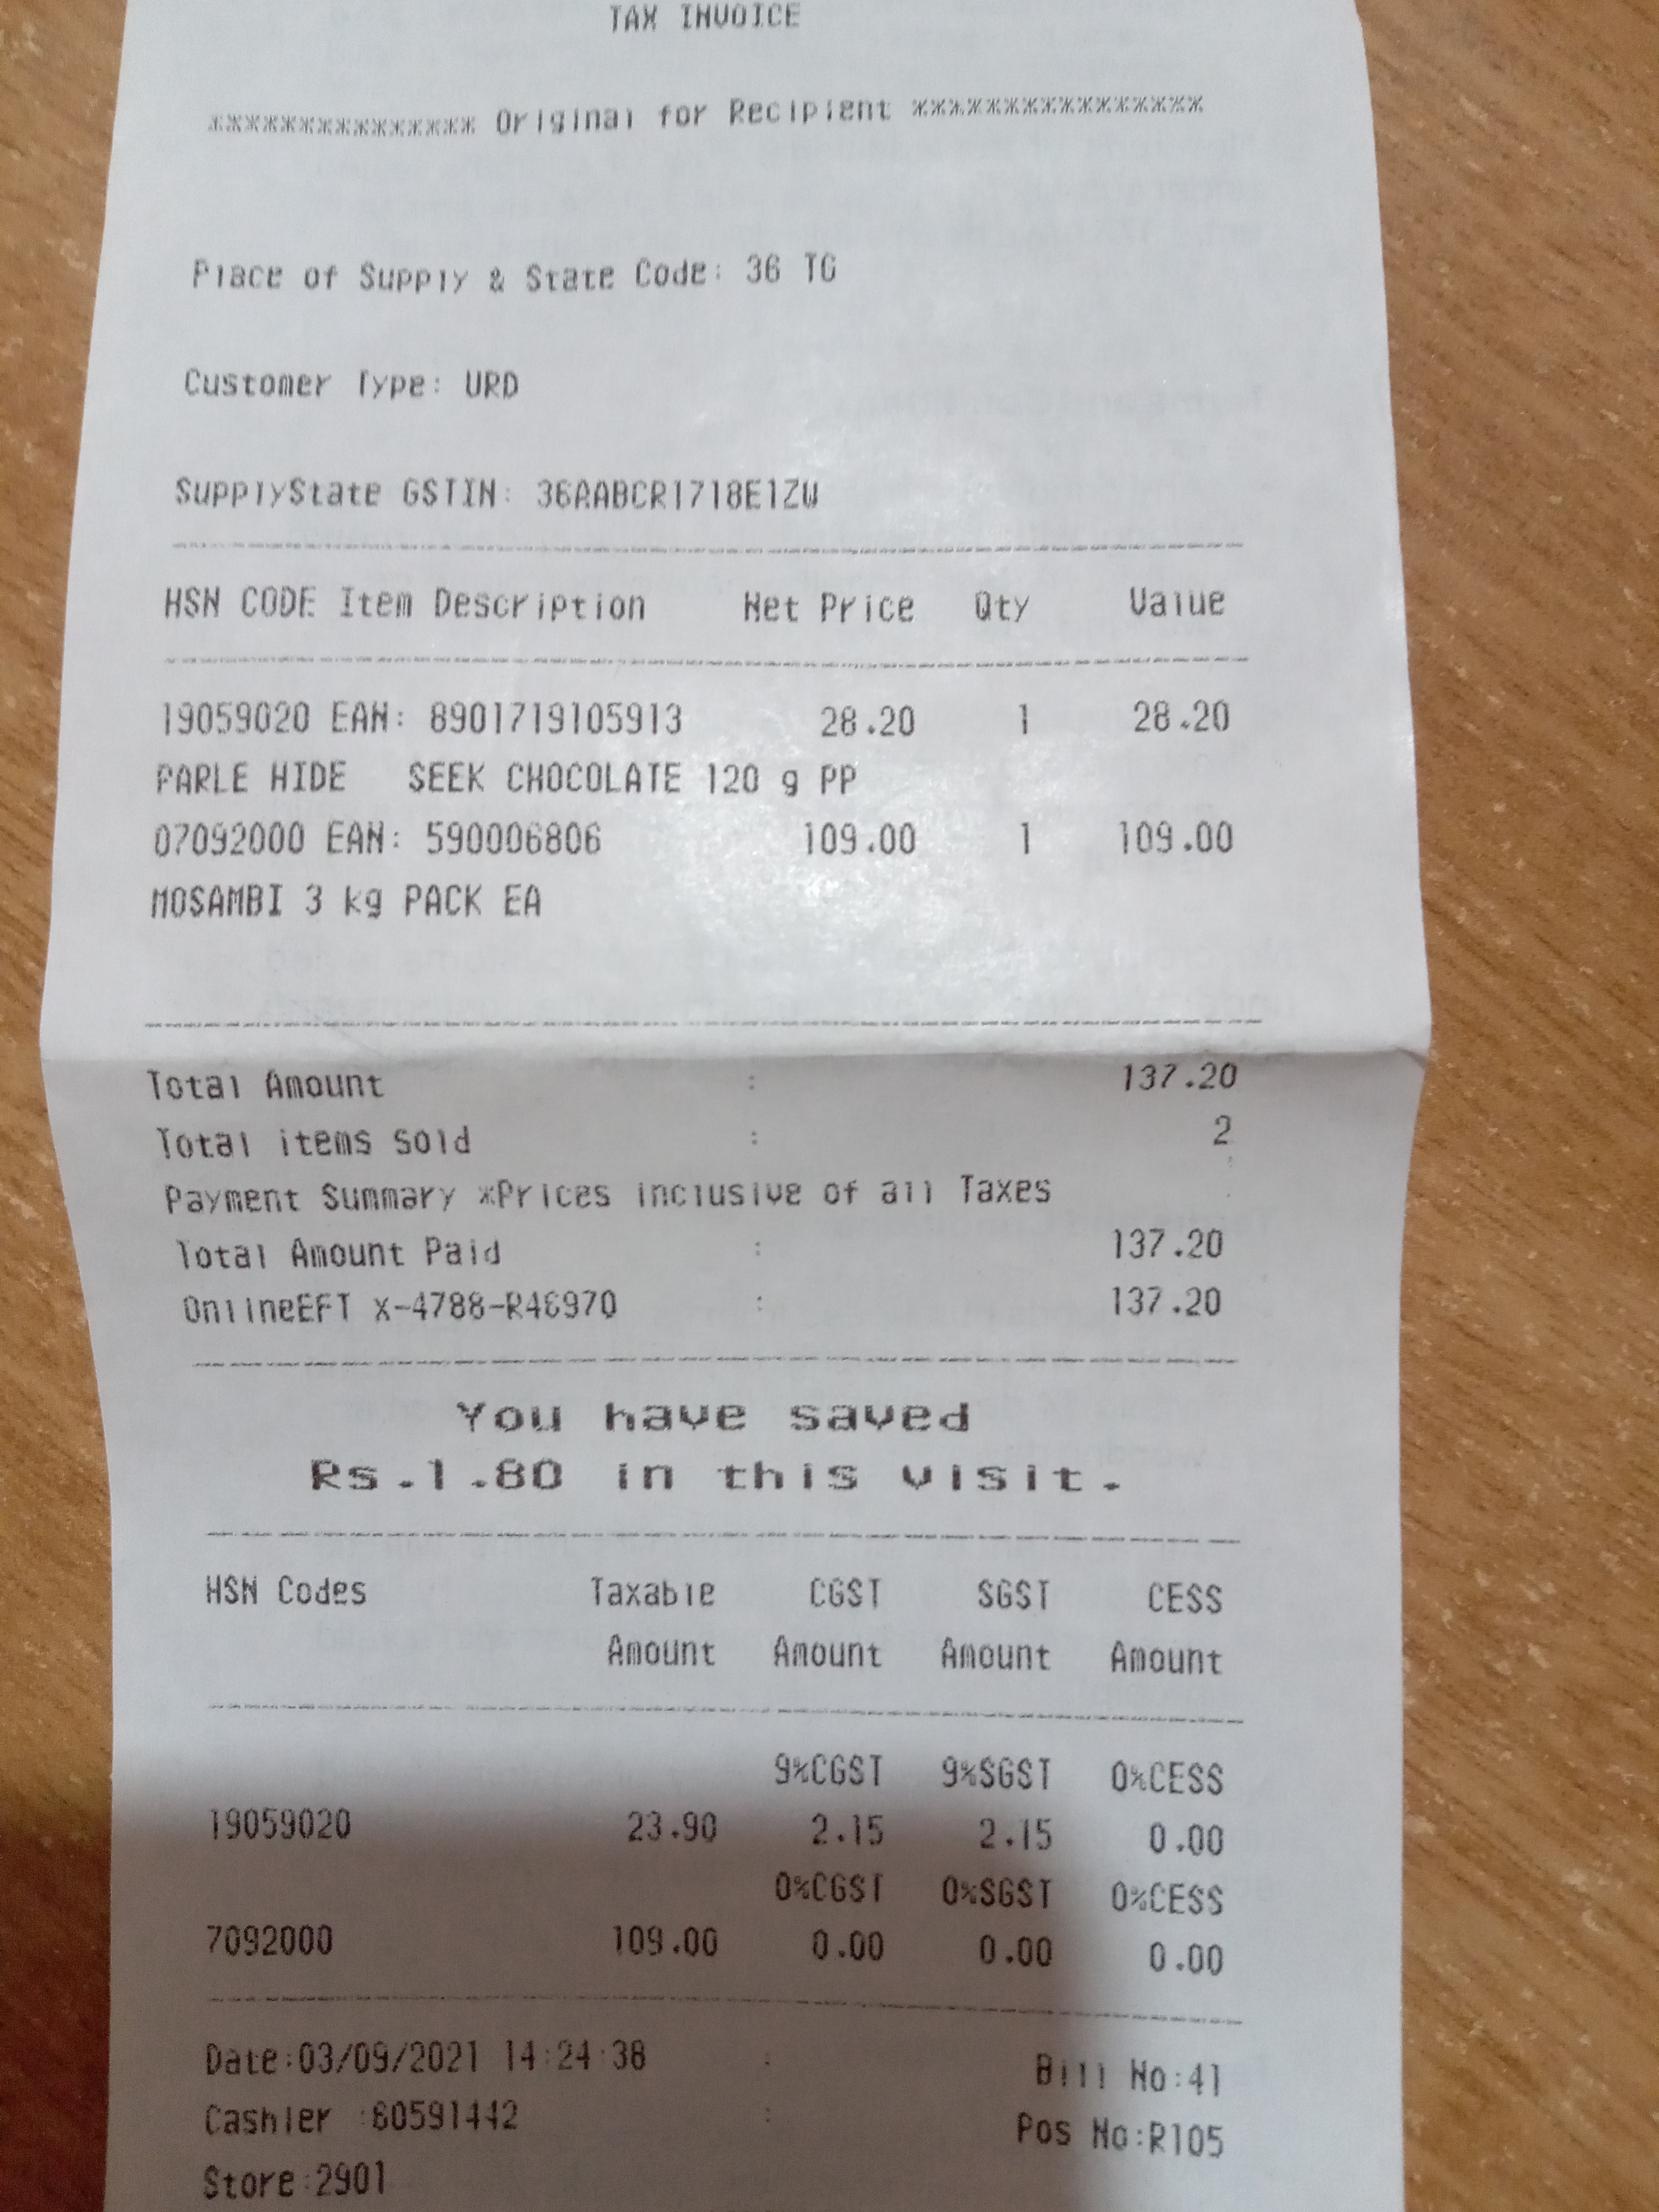 TAX INVOICE
*************** Original for Recipient ****************
Place of Supply & State Code: 36 TG
Customer Type: URD
SupplyState GSTIN: 36AABCR1718E1ZW
HSN CODE Item Description Net Price Qty Value
19059020 EAN: 8901719105913 28.20 1 28.20
PARLE HIDE SEEK CHOCOLATE 120 g PP
07092000 EAN: 590006806 109.00 1 109.00
MOSAMBI 3 kg PACK EA
Total Amount : 137.20
Total items sold : 2
Payment Summary *Prices inclusive of all Taxes
Total Amount Paid : 137.20
OnlineEFT x-4788-R46970 : 137.20
You have saved
Rs.1.80 in this visit.
HSN Codes Taxable CGST SGST CESS
Amount Amount Amount Amount
9%CGST 9%SGST 0%CESS
19059020 23.90 2.15 2.15 0.00
0%CGST 0%SGST 0%CESS
7092000 109.00 0.00 0.00 0.00
Date:03/09/2021 14:24:38 : Bill No:41
Cashier :60591442 : Pos No:R105
Store:2901